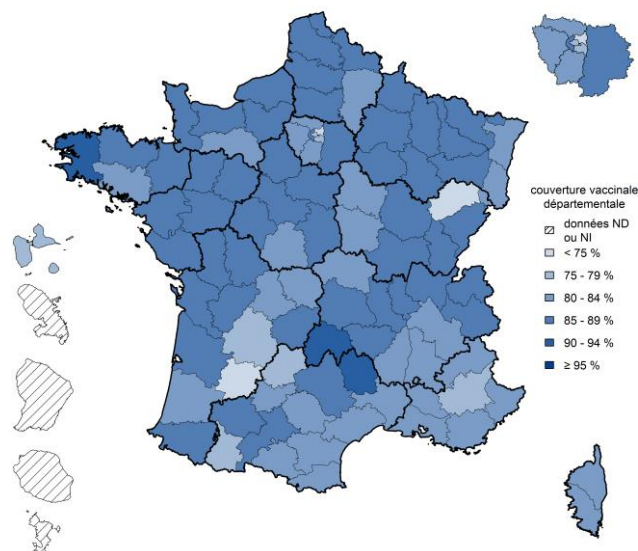 couverture vaccinale
départementale
données ND
ou NI
< 75 %
75 - 79 %
80 - 84 %
85 - 89 %
90 - 94 %
≥ 95 %